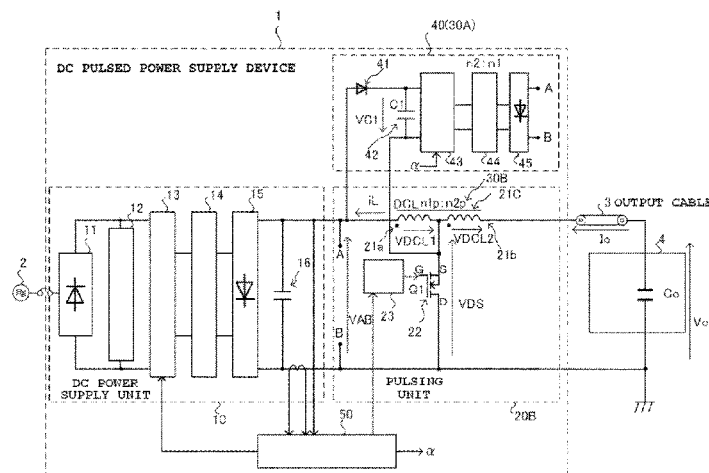 1
40(30A)
DC PULSED POWER SUPPLY DEVICE
41
n2:n1
A
C1
VC1
B
42
α
43
44
45
30B
iL
DCL n1p:n2p
21C
3 OUTPUT CABLE
VDCL1
VDCL2
21a
21b
Io
4
2
11
12
13
14
15
16
A
G
S
Q1
D
23
22
VAB
VDS
Co
Vo
B
DC POWER
SUPPLY UNIT
10
PULSING
UNIT
20B
50
α